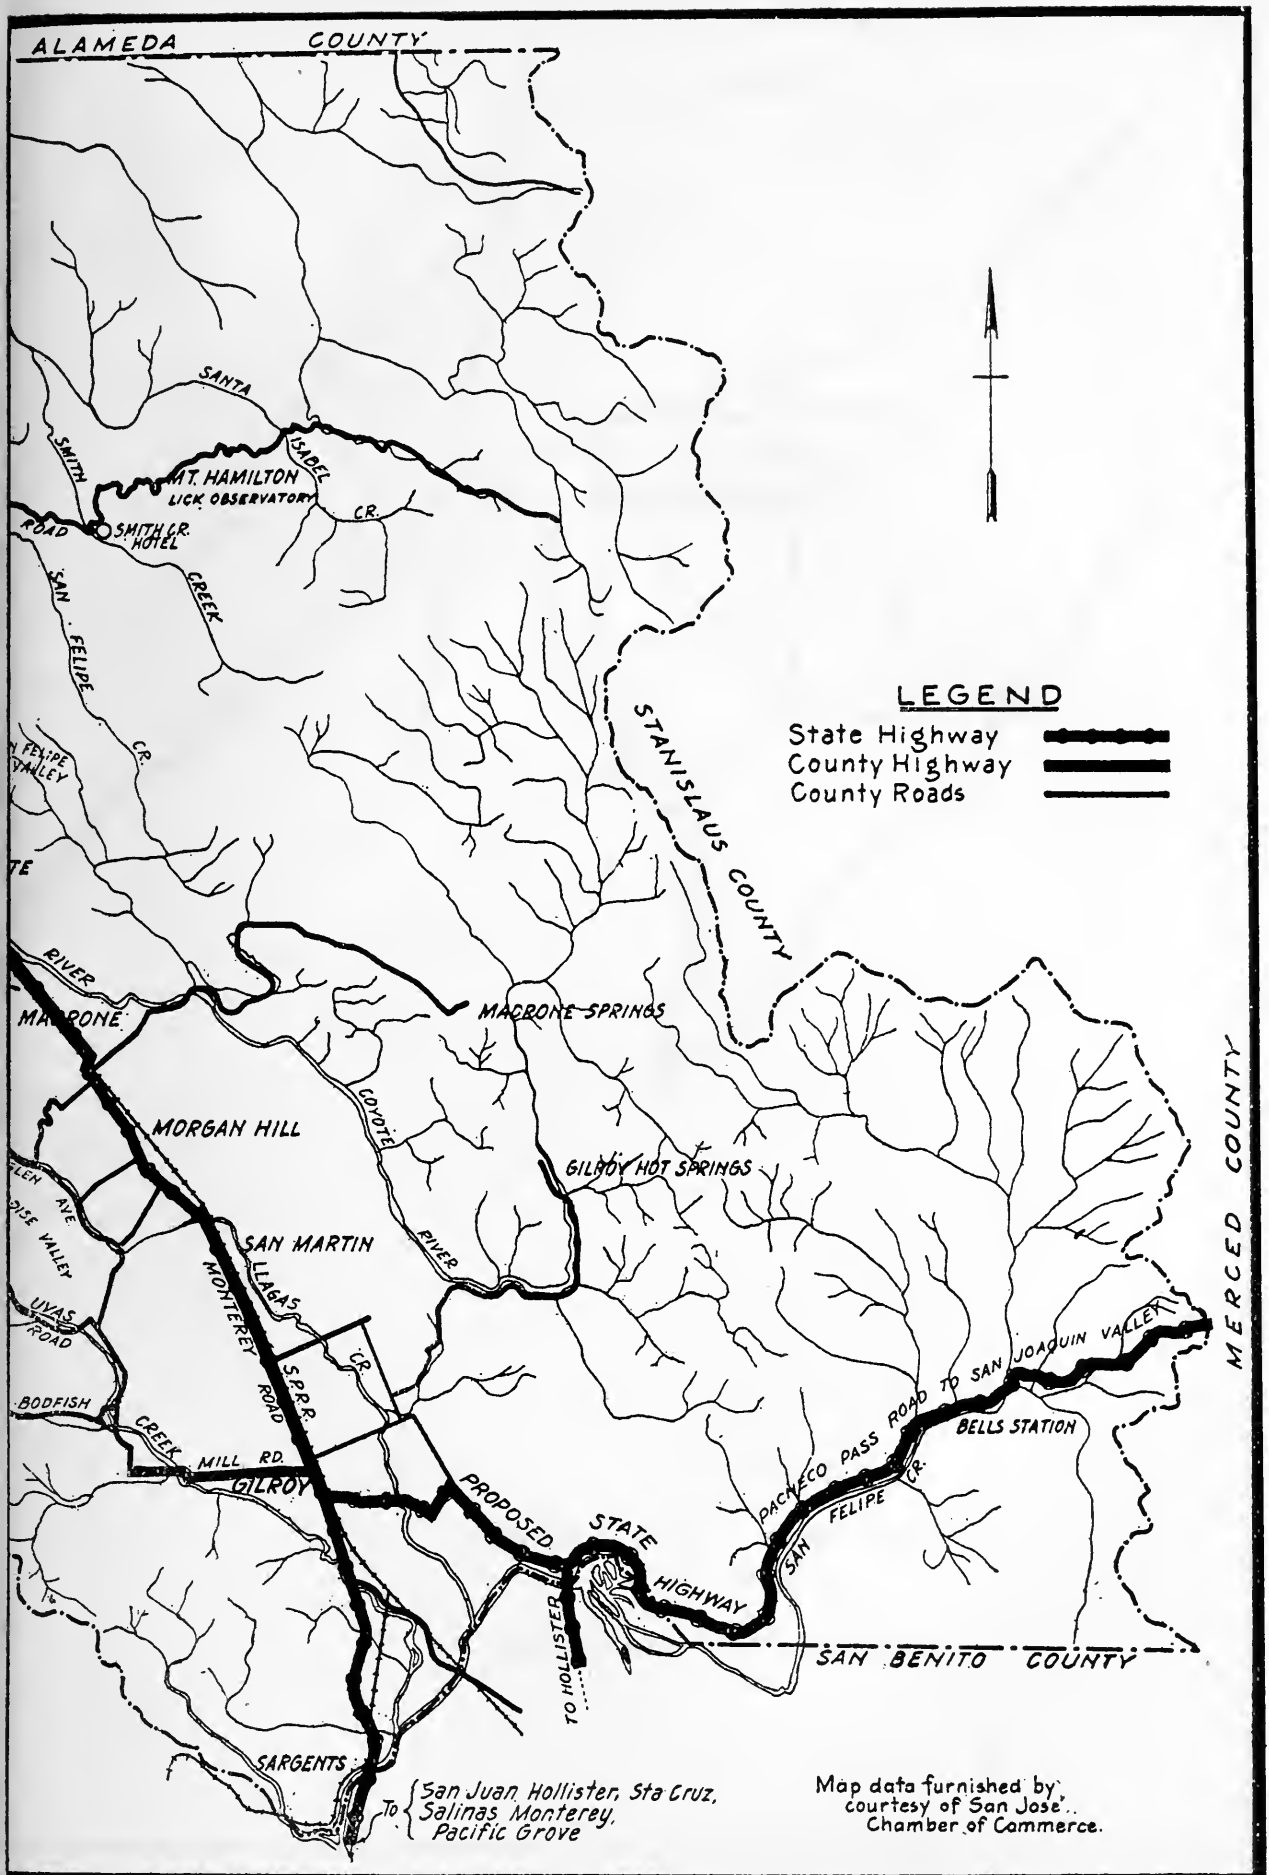 ALAMEDA COUNTY
SANTA
ISABEL
CR.
SMITH
MT. HAMILTON
LICK OBSERVATORY
ROAD
SMITH CR.
HOTEL
CREEK
SAN FELIPE
CR.
FELIPE
VALLEY
TE
STANISLAUS COUNTY
LEGEND
State Highway
County Highway
County Roads
RIVER
MADRONE
MADRONE SPRINGS
COYOTE
RIVER
MORGAN HILL
GILROY HOT SPRINGS
AVE.
VALLEY
SAN MARTIN
LLAGAS
CR.
MONTEREY
ROAD
S.P.R.R.
UVAS
ROAD
BODFISH
CREEK
MILL RD.
GILROY
MERCED COUNTY
PACHECO PASS ROAD TO SAN JOAQUIN VALLEY
BELLS STATION
SAN FELIPE CR.
PROPOSED STATE HIGHWAY
TO HOLLISTER
SAN BENITO COUNTY
SARGENTS
To
San Juan, Hollister, Sta Cruz,
Salinas Monterey,
Pacific Grove
Map data furnished by
courtesy of San Jose
Chamber of Commerce.